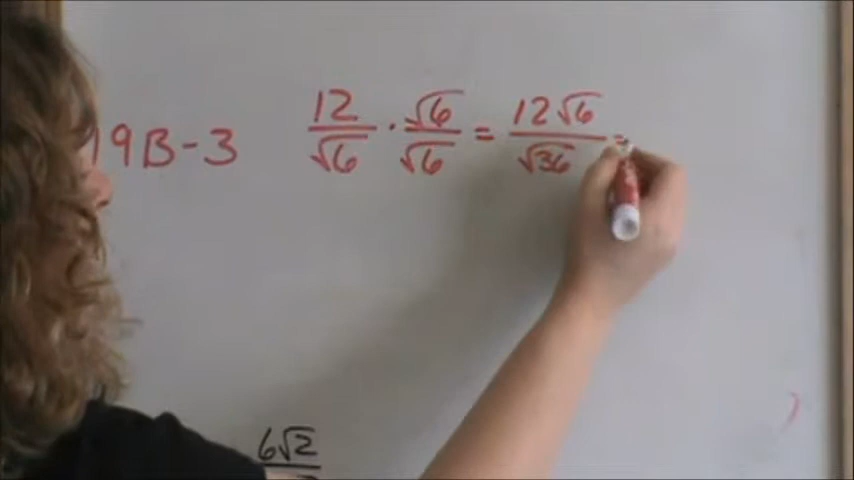 19B-3 12/√6 · √6/√6 = 12√6/√36 =
6√2